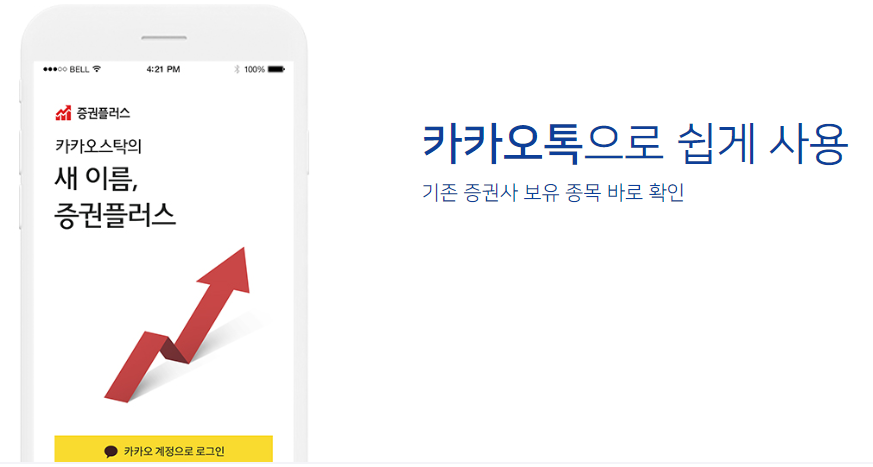 BELL
4:21 PM
100%
증권플러스
카카오스탁의
새 이름,
증권플러스
카카오 계정으로 로그인
카카오톡으로 쉽게 사용
기존 증권사 보유 종목 바로 확인